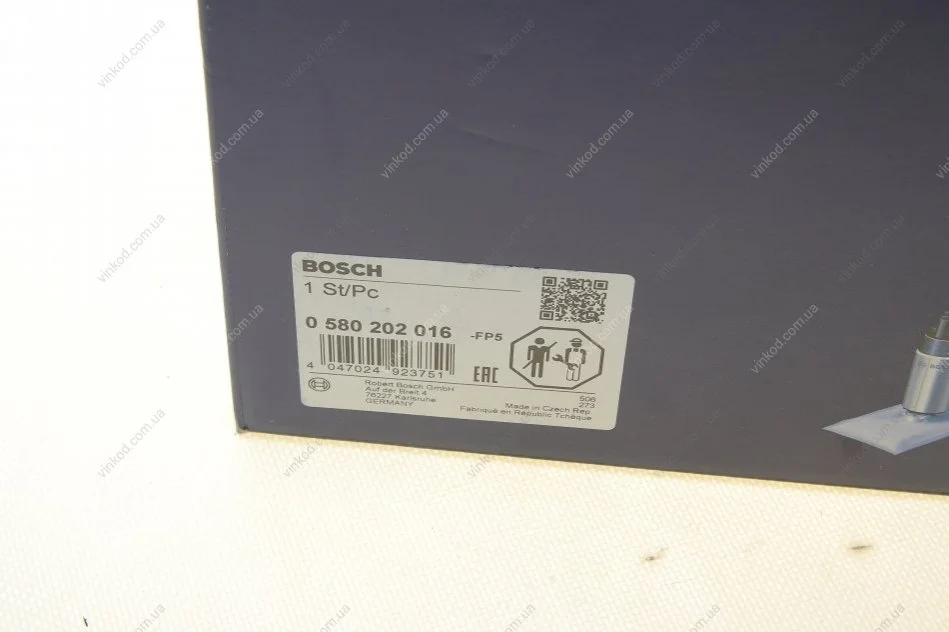 BOSCH
1 St/Pc
0 580 202 016 -FP5
4 047024 923751
EAC
Robert Bosch GmbH
Auf der Breit 4
76227 Karlsruhe
GERMANY
506
273
Made in Czech Rep.
Fabriqué en République Tchèque
vinkod.com.ua